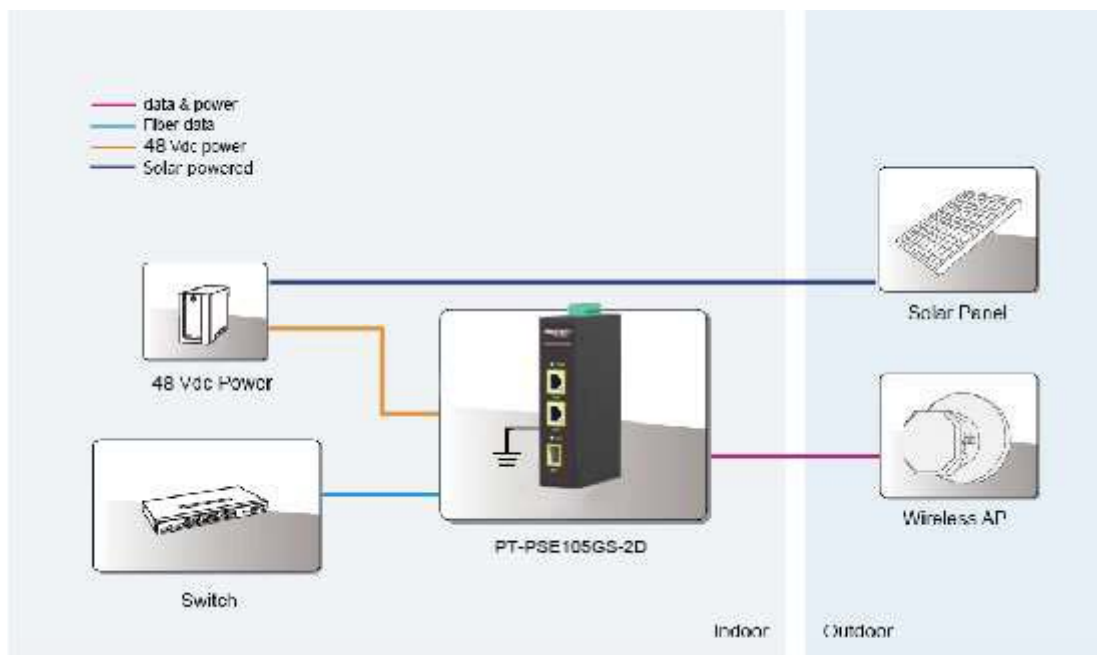 data & power
Fiber data
48 Vdc power
Solar powered
Solar Panel
48 Vdc Power
Wireless AP
PT-PSE105GS-2D
Switch
Indoor
Outdoor